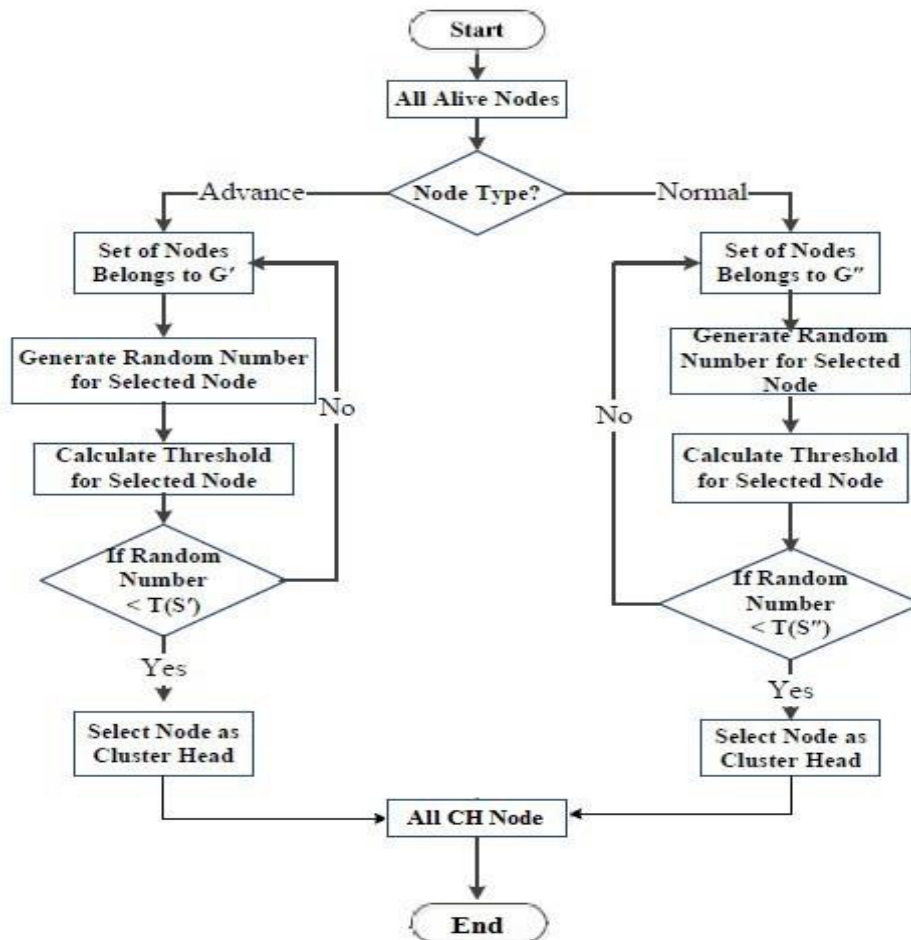 Start
All Alive Nodes
Node Type?
Advance
Normal
Set of Nodes
Belongs to G′
Generate Random Number
for Selected Node
No
Calculate Threshold
for Selected Node
If Random
Number
< T(S′)
Yes
Select Node as
Cluster Head
Set of Nodes
Belongs to G″
Generate Random
Number for Selected
Node
No
Calculate Threshold
for Selected Node
If Random
Number
< T(S″)
Yes
Select Node as
Cluster Head
All CH Node
End